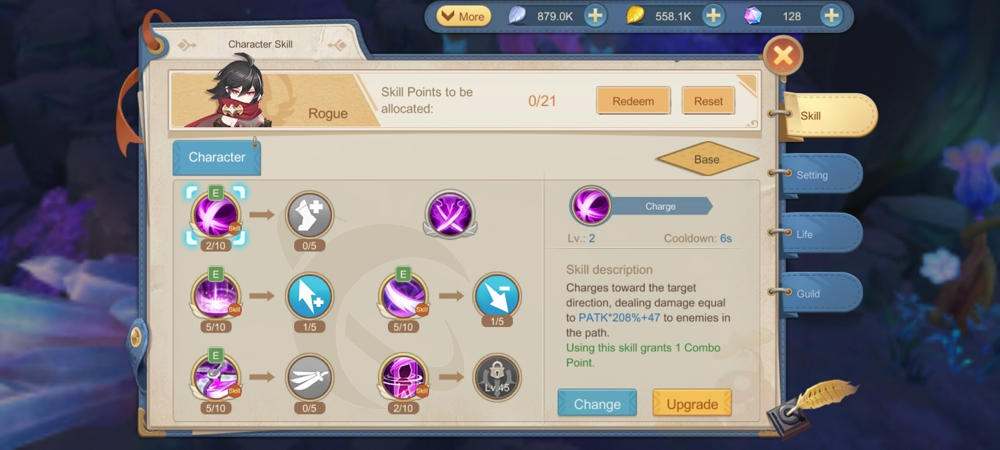 More
879.0K
558.1K
128
Character Skill
Rogue
Skill Points to be
allocated:
0/21
Redeem
Reset
Skill
Setting
Life
Guild
Character
Base
E
Skill
2/10
0/5
E
Skill
5/10
1/5
E
Skill
5/10
1/5
E
Skill
5/10
0/5
Skill
2/10
Lv.45
Charge
Lv.: 2
Cooldown: 6s
Skill description
Charges toward the target
direction, dealing damage equal
to PATK*208%+47 to enemies in
the path.
Using this skill grants 1 Combo
Point.
Change
Upgrade